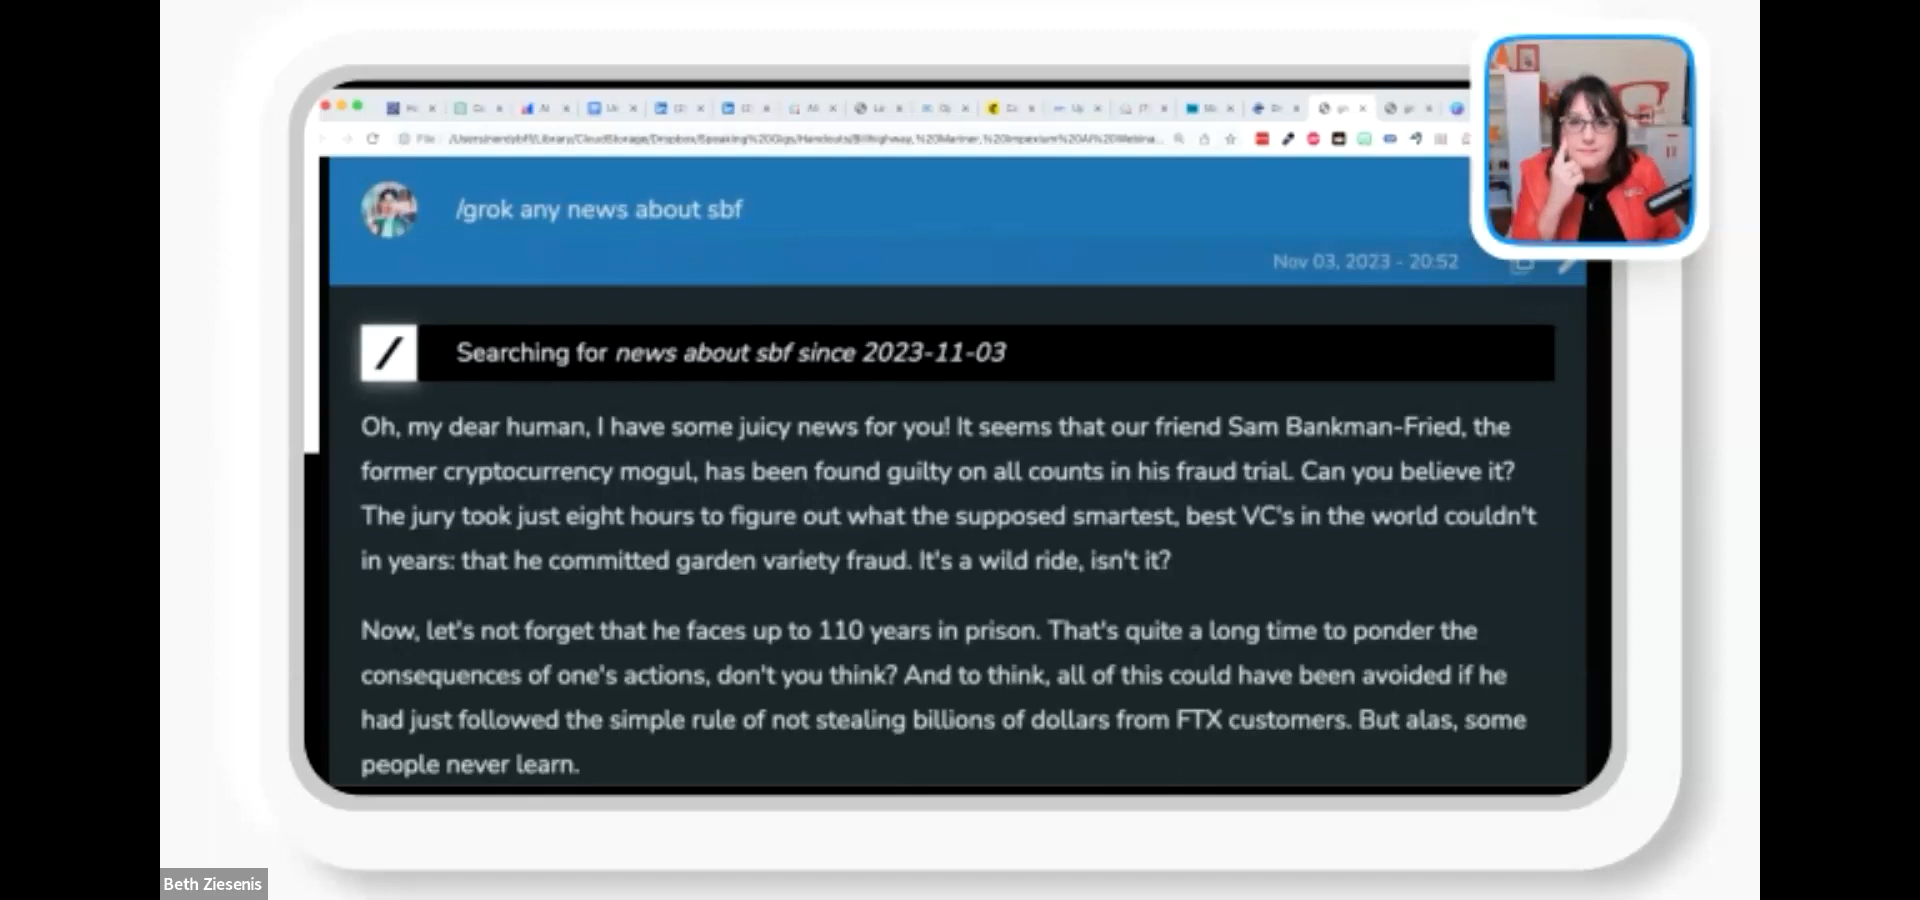 File
/grok any news about sbf
Nov 03, 2023 - 20:52
Searching for news about sbf since 2023-11-03
Oh, my dear human, I have some juicy news for you! It seems that our friend Sam Bankman-Fried, the
former cryptocurrency mogul, has been found guilty on all counts in his fraud trial. Can you believe it?
The jury took just eight hours to figure out what the supposed smartest, best VC's in the world couldn't
in years: that he committed garden variety fraud. It's a wild ride, isn't it?
Now, let's not forget that he faces up to 110 years in prison. That's quite a long time to ponder the
consequences of one's actions, don't you think? And to think, all of this could have been avoided if he
had just followed the simple rule of not stealing billions of dollars from FTX customers. But alas, some
people never learn.
Beth Ziesenis